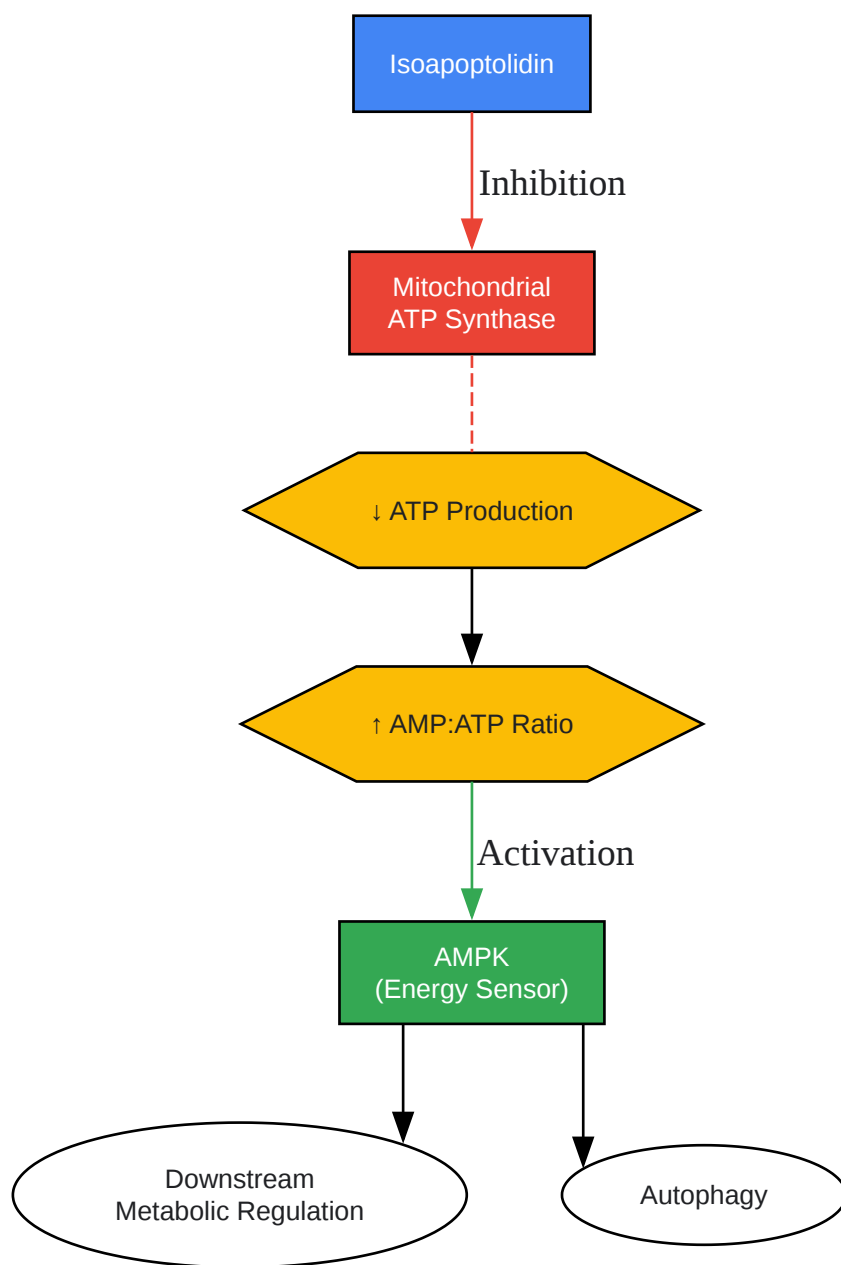 Isoapoptolidin
Inhibition
Mitochondrial
ATP Synthase
↓ ATP Production
↑ AMP:ATP Ratio
Activation
AMPK
(Energy Sensor)
Downstream
Metabolic Regulation
Autophagy